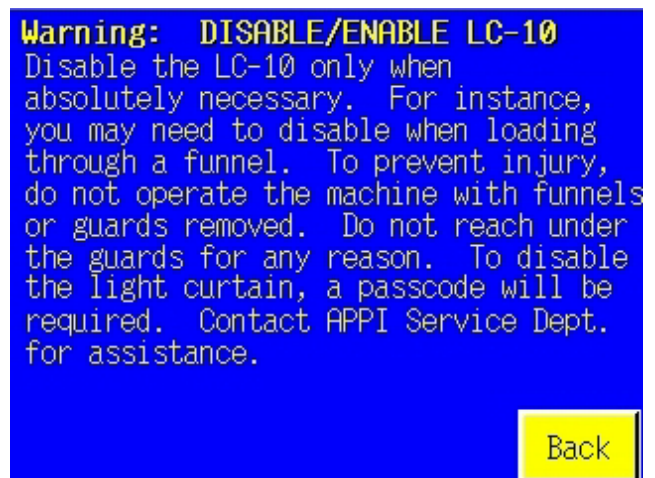 Warning:  DISABLE/ENABLE LC-10
Disable the LC-10 only when
absolutely necessary.  For instance,
you may need to disable when loading
through a funnel.  To prevent injury,
do not operate the machine with funnels
or guards removed.  Do not reach under
the guards for any reason.  To disable
the light curtain, a passcode will be
required.  Contact APPI Service Dept.
for assistance.
Back